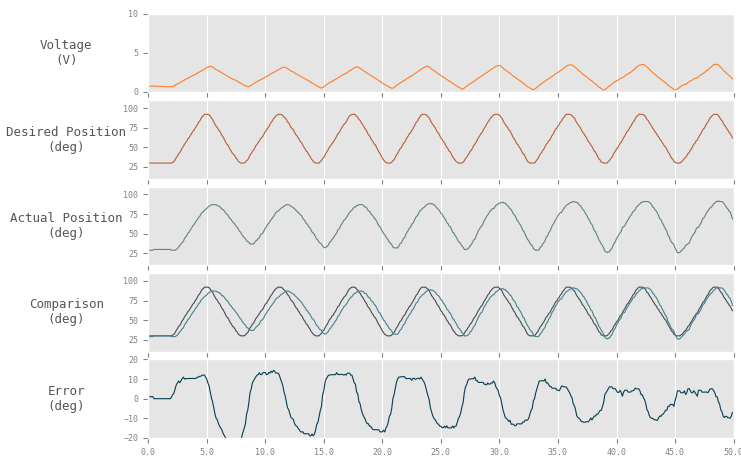 Voltage
(V)
10
5
0
Desired Position
(deg)
100
75
50
25
Actual Position
(deg)
100
75
50
25
Comparison
(deg)
100
75
50
25
Error
(deg)
20
10
0
−10
−20
0.0 5.0 10.0 15.0 20.0 25.0 30.0 35.0 40.0 45.0 50.0